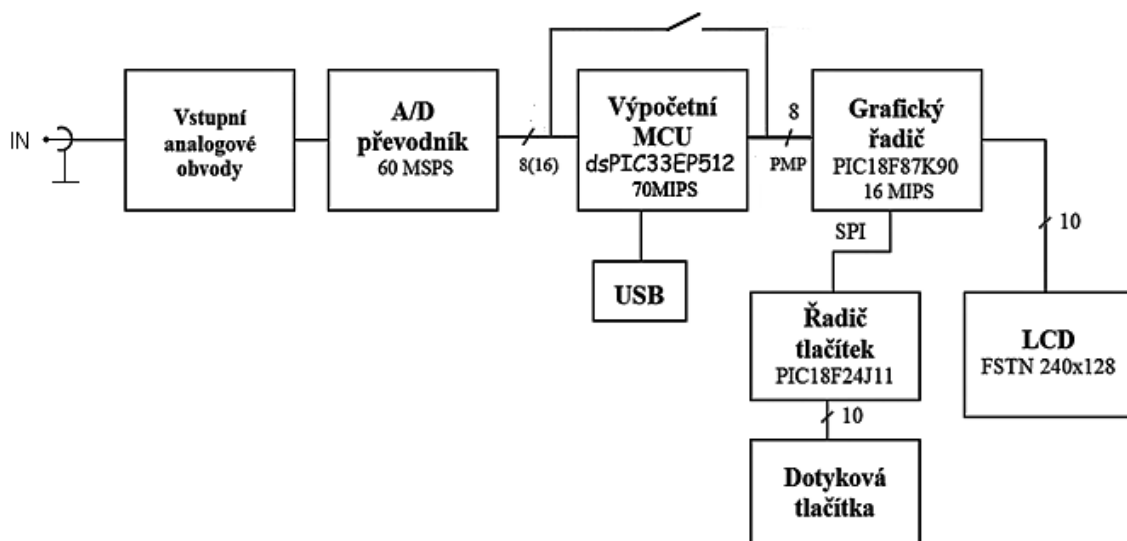 IN
Vstupní
analogové
obvody
A/D
převodník
60 MSPS
8(16)
Výpočetní
MCU
dsPIC33EP512
70MIPS
8
PMP
Grafický
řadič
PIC18F87K90
16 MIPS
SPI
10
USB
Řadič
tlačítek
PIC18F24J11
LCD
FSTN 240x128
10
Dotyková
tlačítka